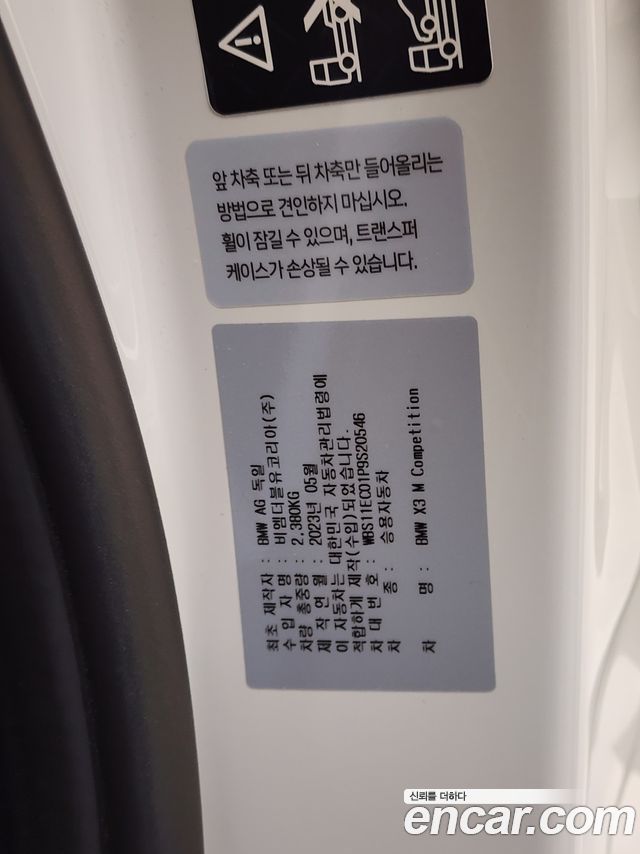 앞 차축 또는 뒤 차축만 들어올리는
방법으로 견인하지 마십시오.
휠이 잠길 수 있으며, 트랜스퍼
케이스가 손상될 수 있습니다.
최초 제작자 : BMW AG 독일
수 입 자 명 : 비엠더블유코리아(주)
차량 총중량 : 2,380KG
제 작 연 월 : 2023년 05월
이 자동차는 대한민국 자동차관리법령에
적합하게 제작(수입)되었습니다.
차 대 번 호 : WBS11EC01P9S20546
차 종 : 승용자동차
차 명 : BMW X3 M Competition
신뢰를 더하다
encar.com